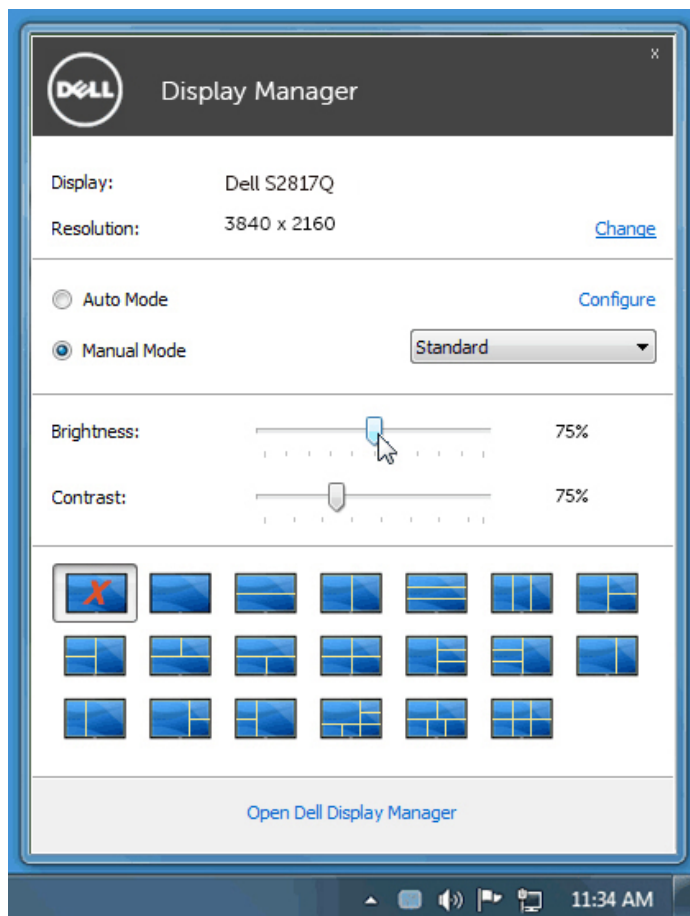 x
DELL
Display Manager
Display: Dell S2817Q
Resolution: 3840 x 2160 Change
Auto Mode Configure
Manual Mode Standard
Brightness: 75%
Contrast: 75%
Open Dell Display Manager
11:34 AM